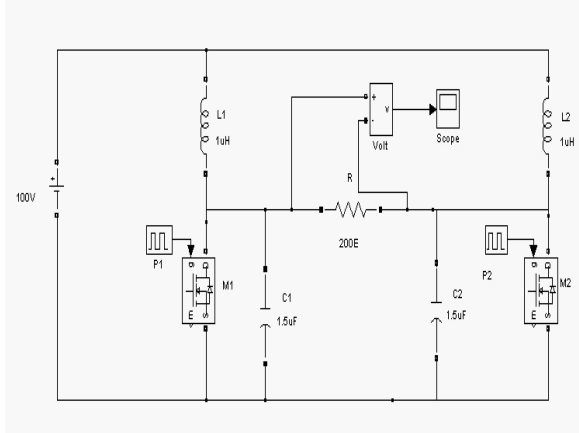 L1
1uH
+
-
v
Volt
Scope
L2
1uH
+
100V
R
200E
P1
g
D
E
S
M1
C1
1.5uF
C2
1.5uF
P2
g
D
E
S
M2